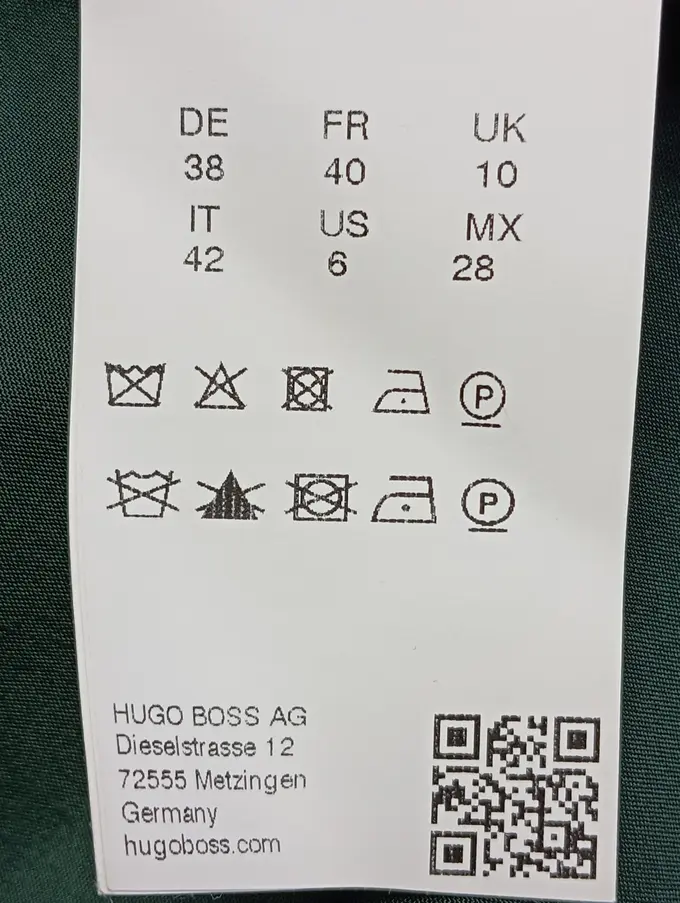 DE FR UK
38 40 10
IT US MX
42 6 28
P
P
HUGO BOSS AG
Dieselstrasse 12
72555 Metzingen
Germany
hugoboss.com